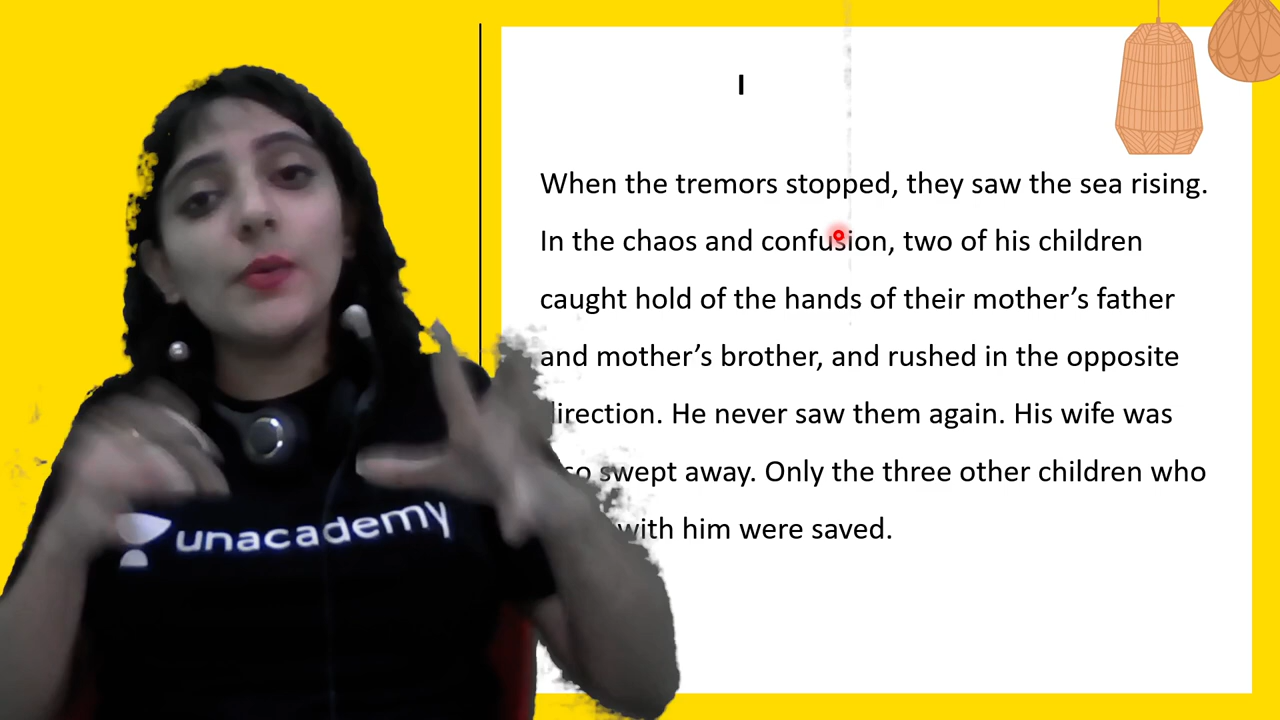 I
When the tremors stopped, they saw the sea rising.
In the chaos and confusion, two of his children
caught hold of the hands of their mother's father
and mother's brother, and rushed in the opposite
direction. He never saw them again. His wife was
swept away. Only the three other children who
with him were saved.
unacademy